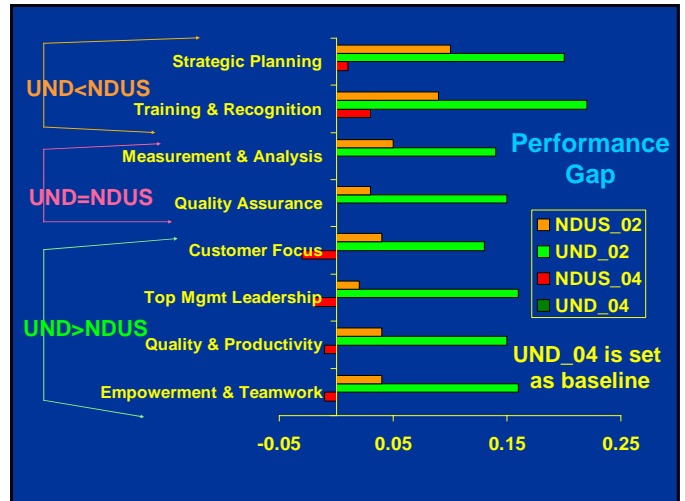 Strategic Planning
UND<NDUS
Training & Recognition
Measurement & Analysis
Performance
Gap
UND=NDUS
Quality Assurance
NDUS_02
UND_02
NDUS_04
UND_04
Customer Focus
Top Mgmt Leadership
UND>NDUS
Quality & Productivity
UND_04 is set
as baseline
Empowerment & Teamwork
-0.05 0.05 0.15 0.25